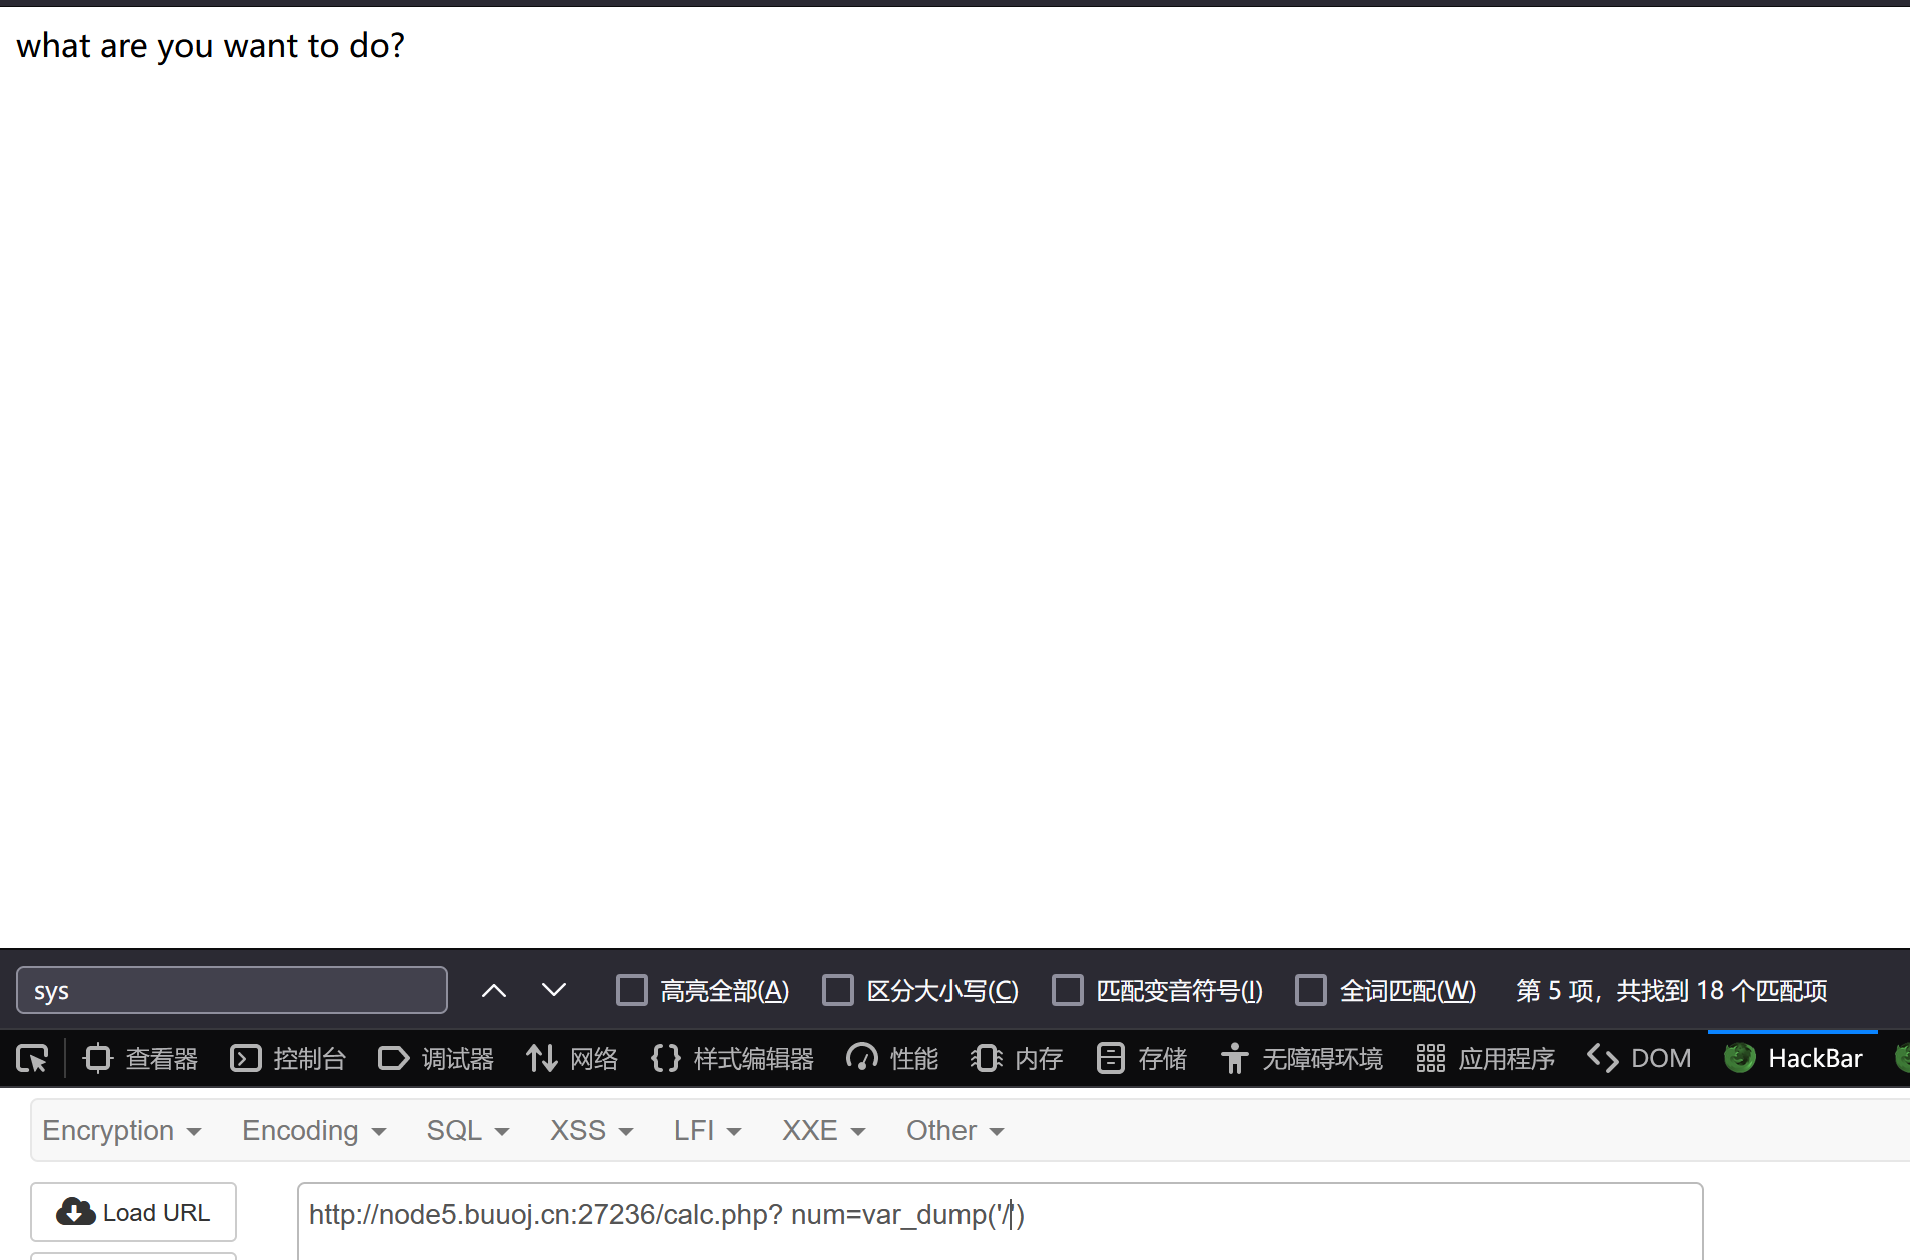 what are you want to do?
sys 高亮全部(A) 区分大小写(C) 匹配变音符号(I) 全词匹配(W) 第 5 项，共找到 18 个匹配项
查看器 控制台 调试器 网络 样式编辑器 性能 内存 存储 无障碍环境 应用程序 DOM HackBar
Encryption Encoding SQL XSS LFI XXE Other
Load URL http://node5.buuoj.cn:27236/calc.php? num=var_dump('/')